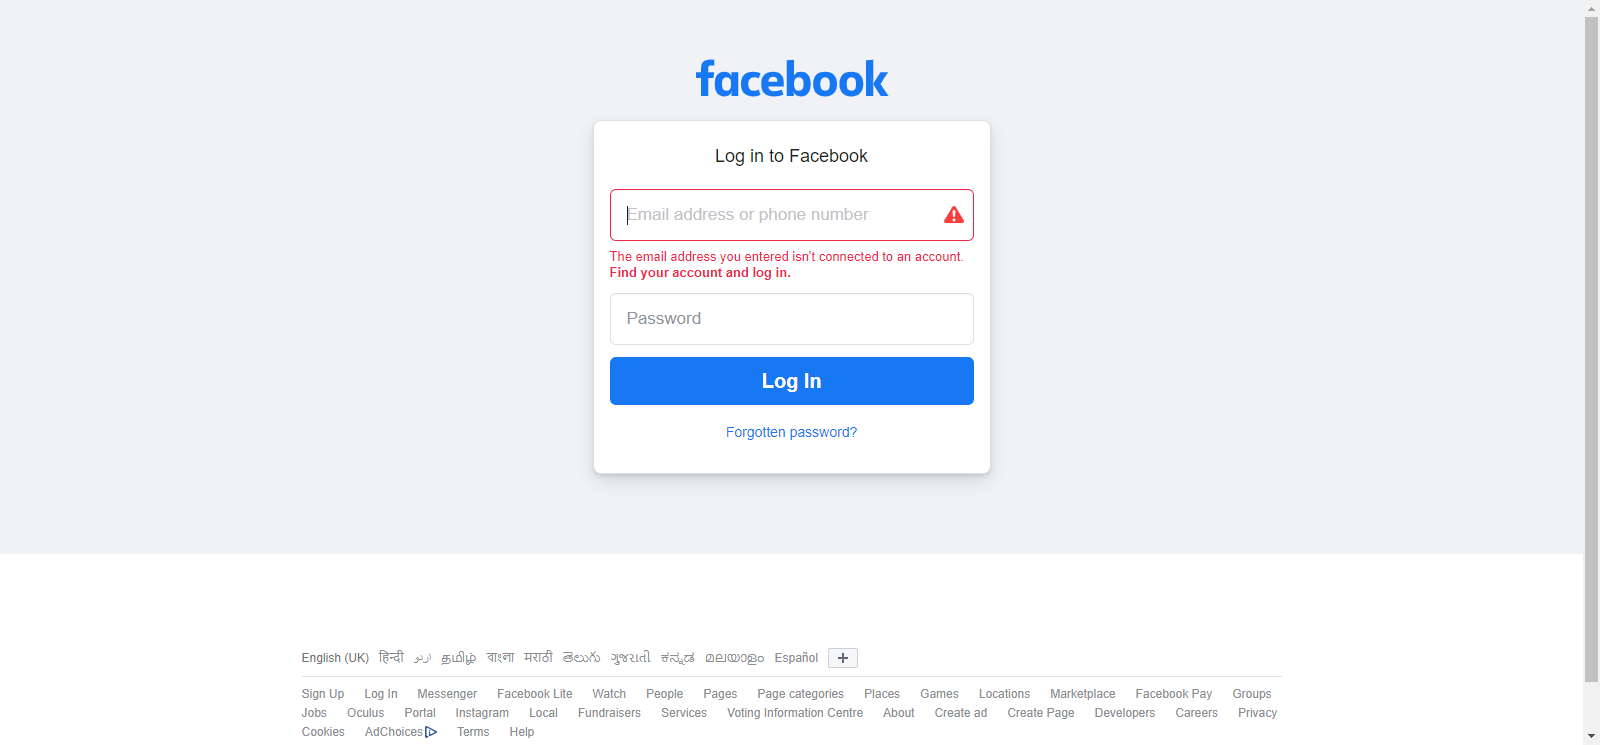 facebook
Log in to Facebook
Email address or phone number
The email address you entered isn't connected to an account.
Find your account and log in.
Password
Log In
Forgotten password?
English (UK) हिन्दी اردو தமிழ் বাংলা मराठी తెలుగు ગુજરાતી ಕನ್ನಡ മലയാളം Español
Sign Up Log In Messenger Facebook Lite Watch People Pages Page categories Places Games Locations Marketplace Facebook Pay Groups
Jobs Oculus Portal Instagram Local Fundraisers Services Voting Information Centre About Create ad Create Page Developers Careers Privacy
Cookies AdChoices Terms Help